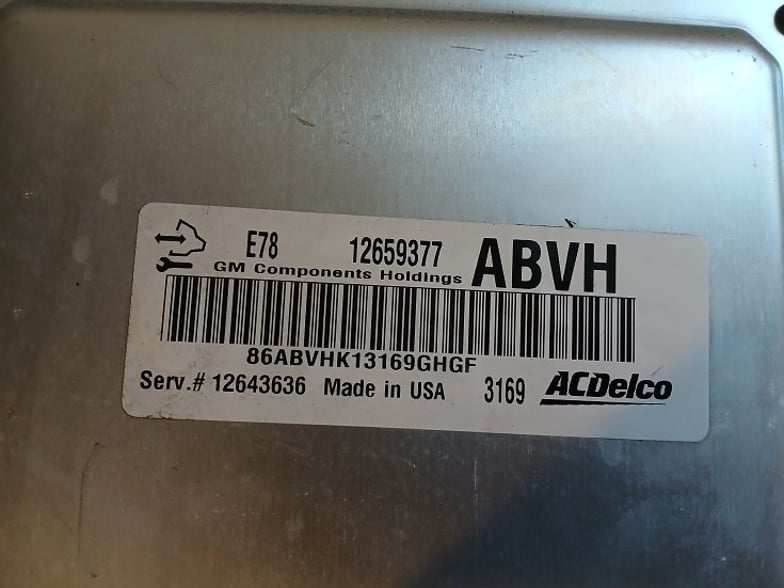 E78 12659377 ABVH
GM Components Holdings
86ABVHK13169GHGF
Serv.# 12643636 Made in USA 3169 ACDelco